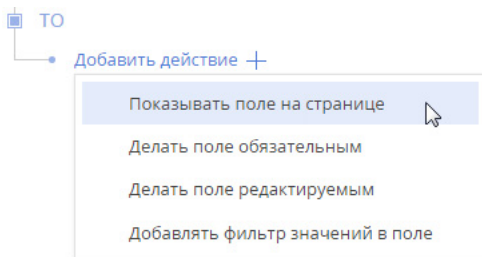 ТО
Добавить действие +
Показывать поле на странице
Делать поле обязательным
Делать поле редактируемым
Добавлять фильтр значений в поле